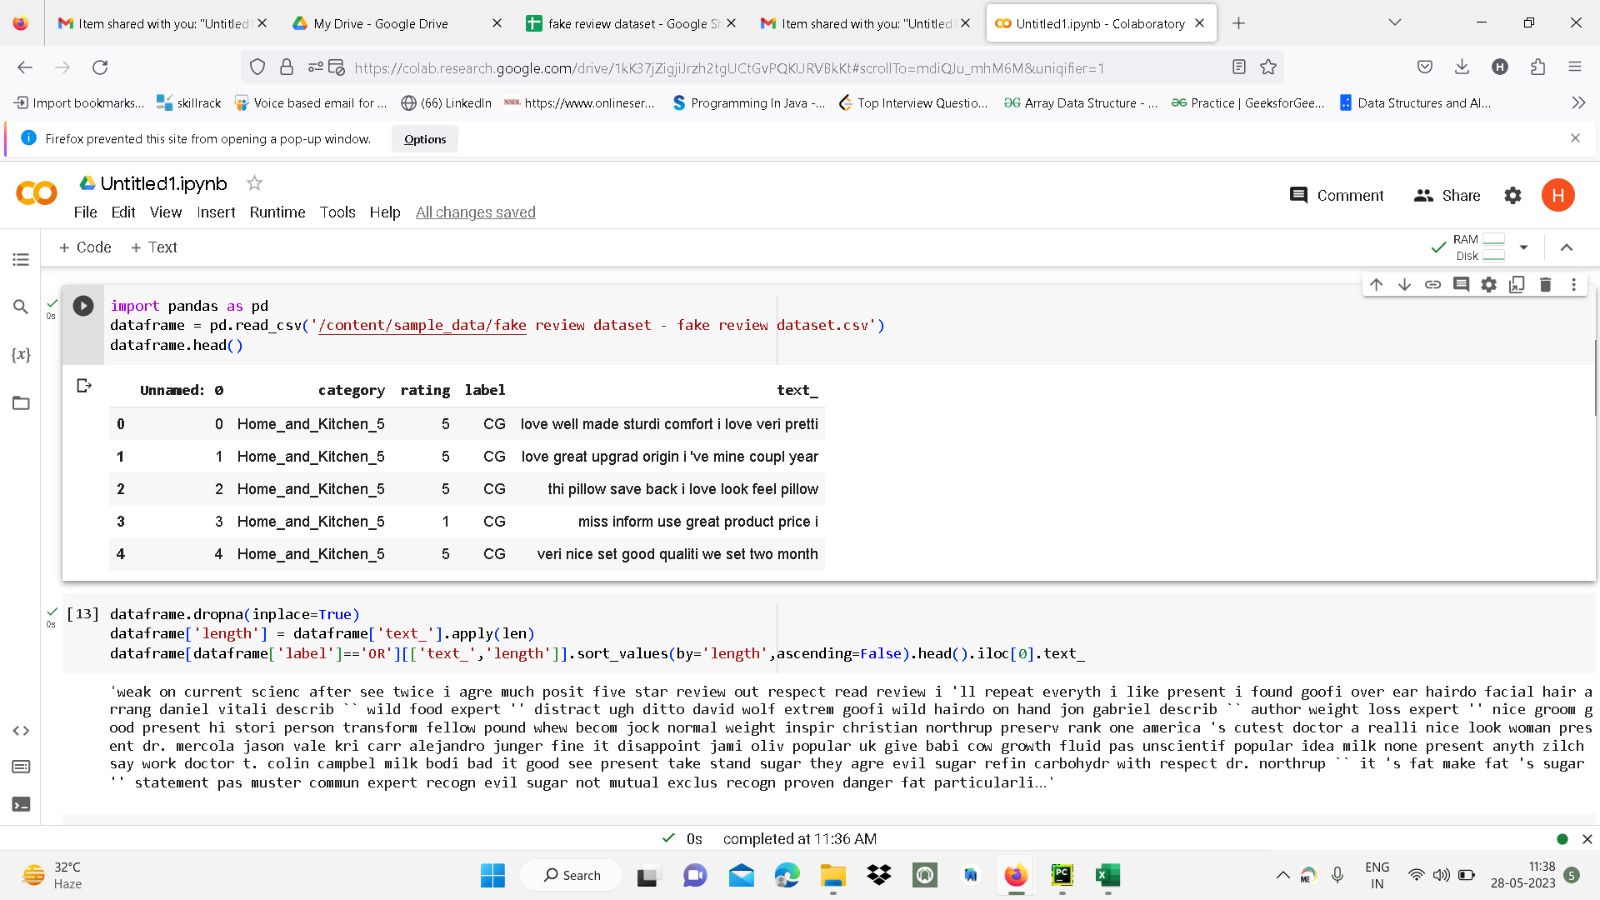 Item shared with you: "Untitled1
My Drive - Google Drive
fake review dataset - Google Sh
Item shared with you: "Untitled1
Untitled1.ipynb - Colaboratory
https://colab.research.google.com/drive/1kK37jZigjiJrzh2tgUCtGvPQKURVBkKt#scrollTo=mdiQJu_mhM6M&uniqifier=1
H
Import bookmarks...
skillrack
Voice based email for ...
(66) LinkedIn
https://www.onlineser...
Programming In Java -...
Top Interview Questio...
Array Data Structure - ...
Practice | GeeksforGee...
Data Structures and Al...
Firefox prevented this site from opening a pop-up window.
Options
Untitled1.ipynb
File Edit View Insert Runtime Tools Help All changes saved
Comment
Share
H
+ Code + Text
RAM
Disk
0s
import pandas as pd
dataframe = pd.read_csv('/content/sample_data/fake review dataset - fake review dataset.csv')
dataframe.head()
Unnamed: 0 category rating label text_
0 0 Home_and_Kitchen_5 5 CG love well made sturdi comfort i love veri pretti
1 1 Home_and_Kitchen_5 5 CG love great upgrad origin i 've mine coupl year
2 2 Home_and_Kitchen_5 5 CG thi pillow save back i love look feel pillow
3 3 Home_and_Kitchen_5 1 CG miss inform use great product price i
4 4 Home_and_Kitchen_5 5 CG veri nice set good qualiti we set two month
0s
[13] dataframe.dropna(inplace=True)
dataframe['length'] = dataframe['text_'].apply(len)
dataframe[dataframe['label']=='OR'][['text_','length']].sort_values(by='length',ascending=False).head().iloc[0].text_
'weak on current scienc after see twice i agre much posit five star review out respect read review i 'll repeat everyth i like present i found goofi over ear hairdo facial hair a
rrang daniel vitali describ `` wild food expert '' distract ugh ditto david wolf extrem goofi wild hairdo on hand jon gabriel describ `` author weight loss expert '' nice groom g
ood present hi stori person transform fellow pound whew becom jock normal weight inspir christian northrup preserv rank one america 's cutest doctor a realli nice look woman pres
ent dr. mercola jason vale kri carr alejandro junger fine it disappoint jami oliv popular uk give babi cow growth fluid pas unscientif popular idea milk none present anyth zilch
say work doctor t. colin campbel milk bodi bad it good see present take stand sugar they agre evil sugar refin carbohydr with respect dr. northrup `` it 's fat make fat 's sugar
'' statement pas muster commun expert recogn evil sugar not mutual exclus recogn proven danger fat particularli...'
0s completed at 11:36 AM
32°C
Haze
Search
ENG
IN
11:38
28-05-2023
5